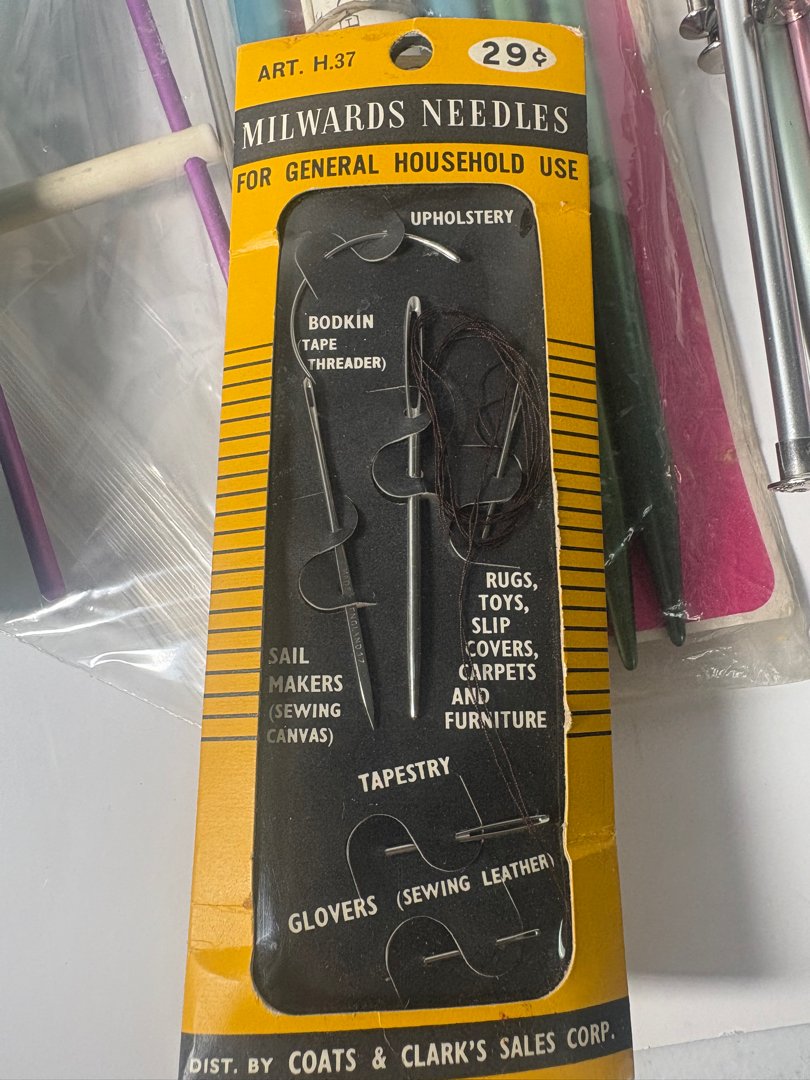 ART. H.37
29¢
MILWARDS NEEDLES
FOR GENERAL HOUSEHOLD USE
UPHOLSTERY
BODKIN
(TAPE
THREADER)
RUGS,
TOYS,
SLIP
COVERS,
CARPETS
AND
FURNITURE
SAIL
MAKERS
(SEWING
CANVAS)
TAPESTRY
GLOVERS (SEWING LEATHER)
DIST. BY COATS & CLARK'S SALES CORP.